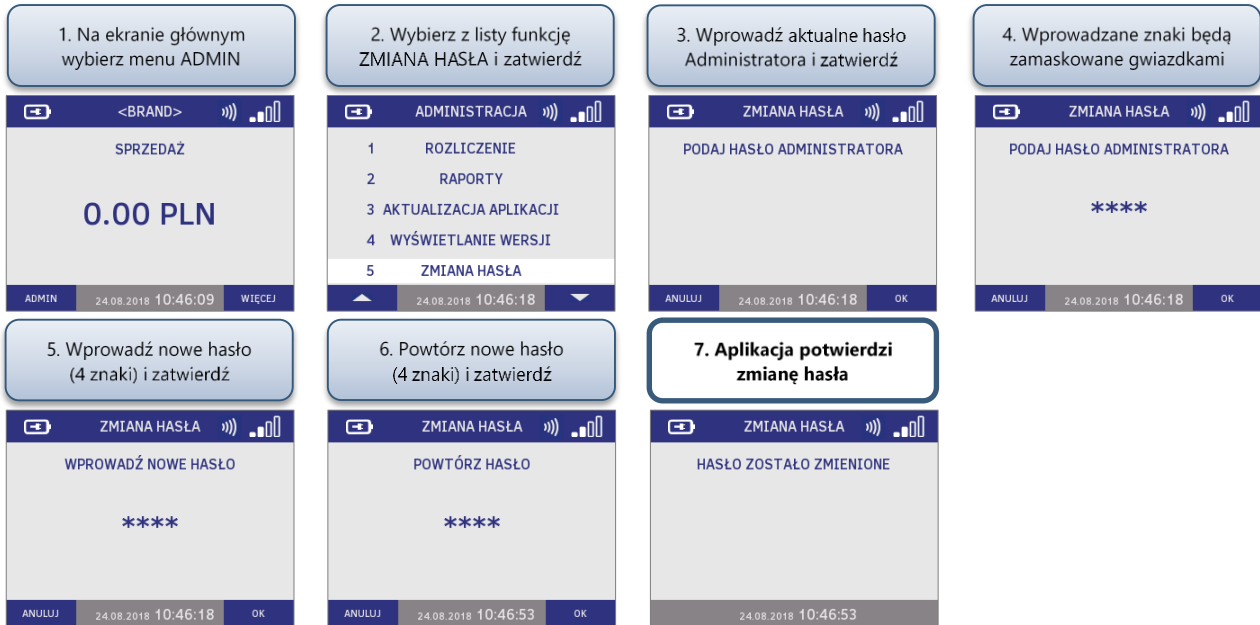 1. Na ekranie głównym
wybierz menu ADMIN
2. Wybierz z listy funkcję
ZMIANA HASŁA i zatwierdź
3. Wprowadź aktualne hasło
Administratora i zatwierdź
4. Wprowadzane znaki będą
zamaskowane gwiazdkami
<BRAND>
SPRZEDAŻ
0.00 PLN
ADMIN 24.08.2018 10:46:09 WIĘCEJ
ADMINISTRACJA
1 ROZLICZENIE
2 RAPORTY
3 AKTUALIZACJA APLIKACJI
4 WYŚWIETLANIE WERSJI
5 ZMIANA HASŁA
24.08.2018 10:46:18
ZMIANA HASŁA
PODAJ HASŁO ADMINISTRATORA
ANULUJ 24.08.2018 10:46:18 OK
ZMIANA HASŁA
PODAJ HASŁO ADMINISTRATORA
****
ANULUJ 24.08.2018 10:46:18 OK
5. Wprowadź nowe hasło
(4 znaki) i zatwierdź
6. Powtórz nowe hasło
(4 znaki) i zatwierdź
7. Aplikacja potwierdzi
zmianę hasła
ZMIANA HASŁA
WPROWADŹ NOWE HASŁO
****
ANULUJ 24.08.2018 10:46:18 OK
ZMIANA HASŁA
POWTÓRZ HASŁO
****
ANULUJ 24.08.2018 10:46:53 OK
ZMIANA HASŁA
HASŁO ZOSTAŁO ZMIENIONE
24.08.2018 10:46:53